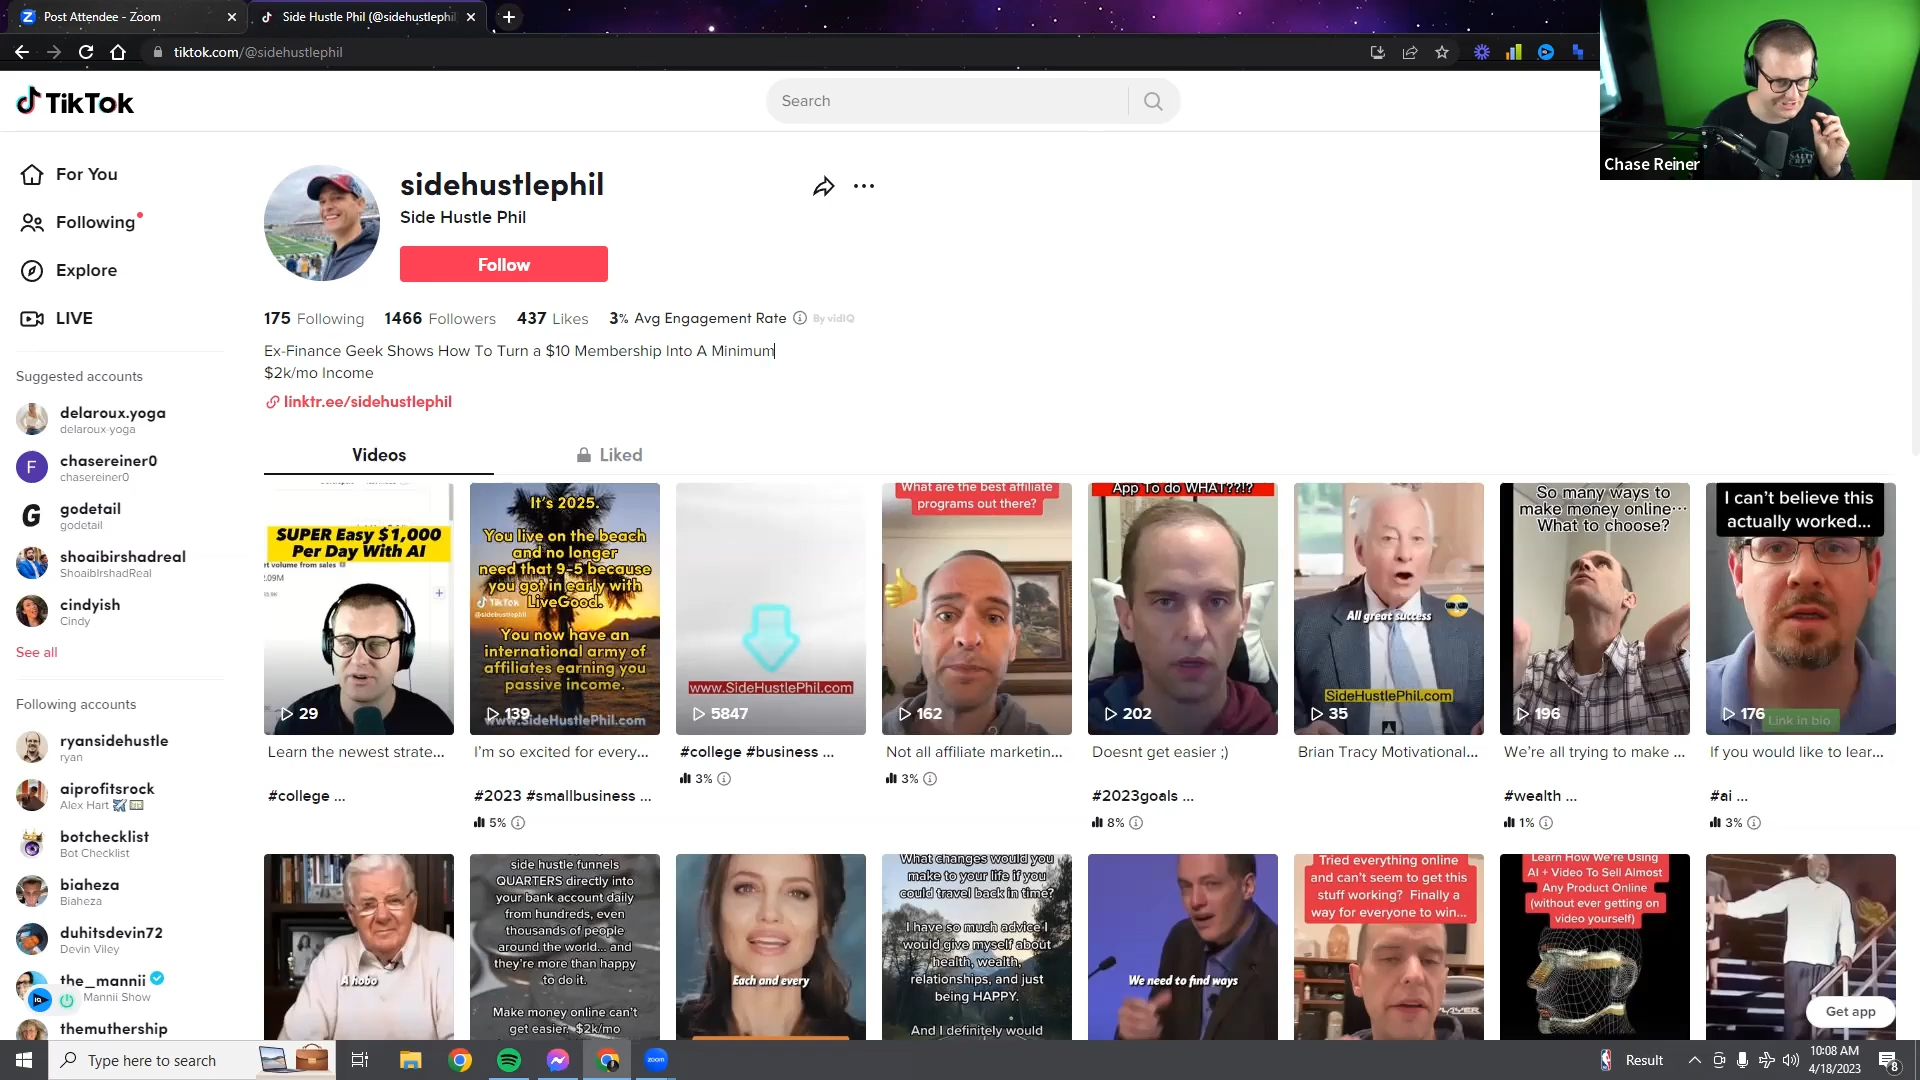 Post Attendee - Zoom
Side Hustle Phil (@sidehustlephil
tiktok.com/@sidehustlephil
Chase Reiner
TikTok
Search
For You
Following
Explore
LIVE
Suggested accounts
delaroux.yoga
delaroux-yoga
chasereiner0
chasereiner0
godetail
godetail
shoaibirshadreal
ShoaibIrshadReal
cindyish
Cindy
See all
Following accounts
ryansidehustle
ryan
aiprofitsrock
Alex Hart
botchecklist
Bot Checklist
biaheza
Biaheza
duhitsdevin72
Devin Viley
the_mannii
Mannii Show
themuthership
sidehustlephil
Side Hustle Phil
Follow
175 Following 1466 Followers 437 Likes 3% Avg Engagement Rate By vidIQ
Ex-Finance Geek Shows How To Turn a $10 Membership Into A Minimum
$2k/mo Income
linktr.ee/sidehustlephil
Videos
Liked
SUPER Easy $1,000
Per Day With AI
rt volume from sales
2.09M
29
Learn the newest strate...
#college ...
It's 2025.
You live on the beach
and no longer
need that 9-5 because
you got in early with
LiveGood.
TikTok
@sidehustlephil
You now have an
international army of
affiliates earning you
passive income.
www.SideHustlePhil.com
139
I'm so excited for every...
#2023 #smallbusiness ...
5%
www.SideHustlePhil.com
5847
#college #business ...
3%
What are the best affiliate
programs out there?
162
Not all affiliate marketin...
3%
App To do WHAT??!?
202
Doesnt get easier ;)
#2023goals ...
8%
All great success
SideHustlePhil.com
35
Brian Tracy Motivational...
So many ways to
make money online...
What to choose?
196
We're all trying to make ...
#wealth ...
1%
I can't believe this
actually worked...
176
Link in bio
If you would like to lear...
#ai ...
3%
A hobo
side hustle funnels
QUARTERS directly into
your bank account daily
from hundreds, even
thousands of people
around the world... and
they're more than happy
to do it.
Make money online can't
get easier. $2k/mo
Each and every
What changes would you
make to your life if you
could travel back in time?
I have so much advice I
would give myself about
health, wealth,
relationships, and just
being HAPPY.
And I definitely would
We need to find ways
Tried everything online
and can't seem to get this
stuff working? Finally a
way for everyone to win...
Learn How We're Using
AI + Video To Sell Almost
Any Product Online
(without ever getting on
video yourself)
Get app
Type here to search
zoom
Result
10:08 AM
4/18/2023
8